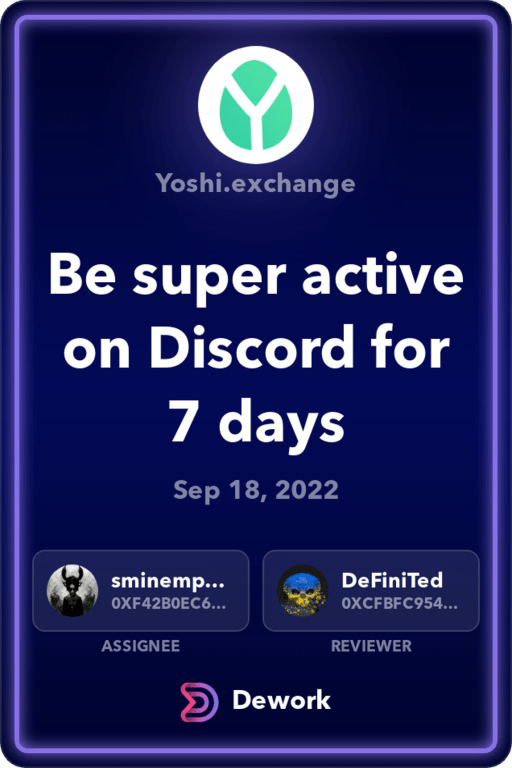 Yoshi.exchange
Be super active
on Discord for
7 days
Sep 18, 2022
sminemp...
0XF42B0EC6...
ASSIGNEE
DeFiniTed
0XCFBFC954...
REVIEWER
Dework